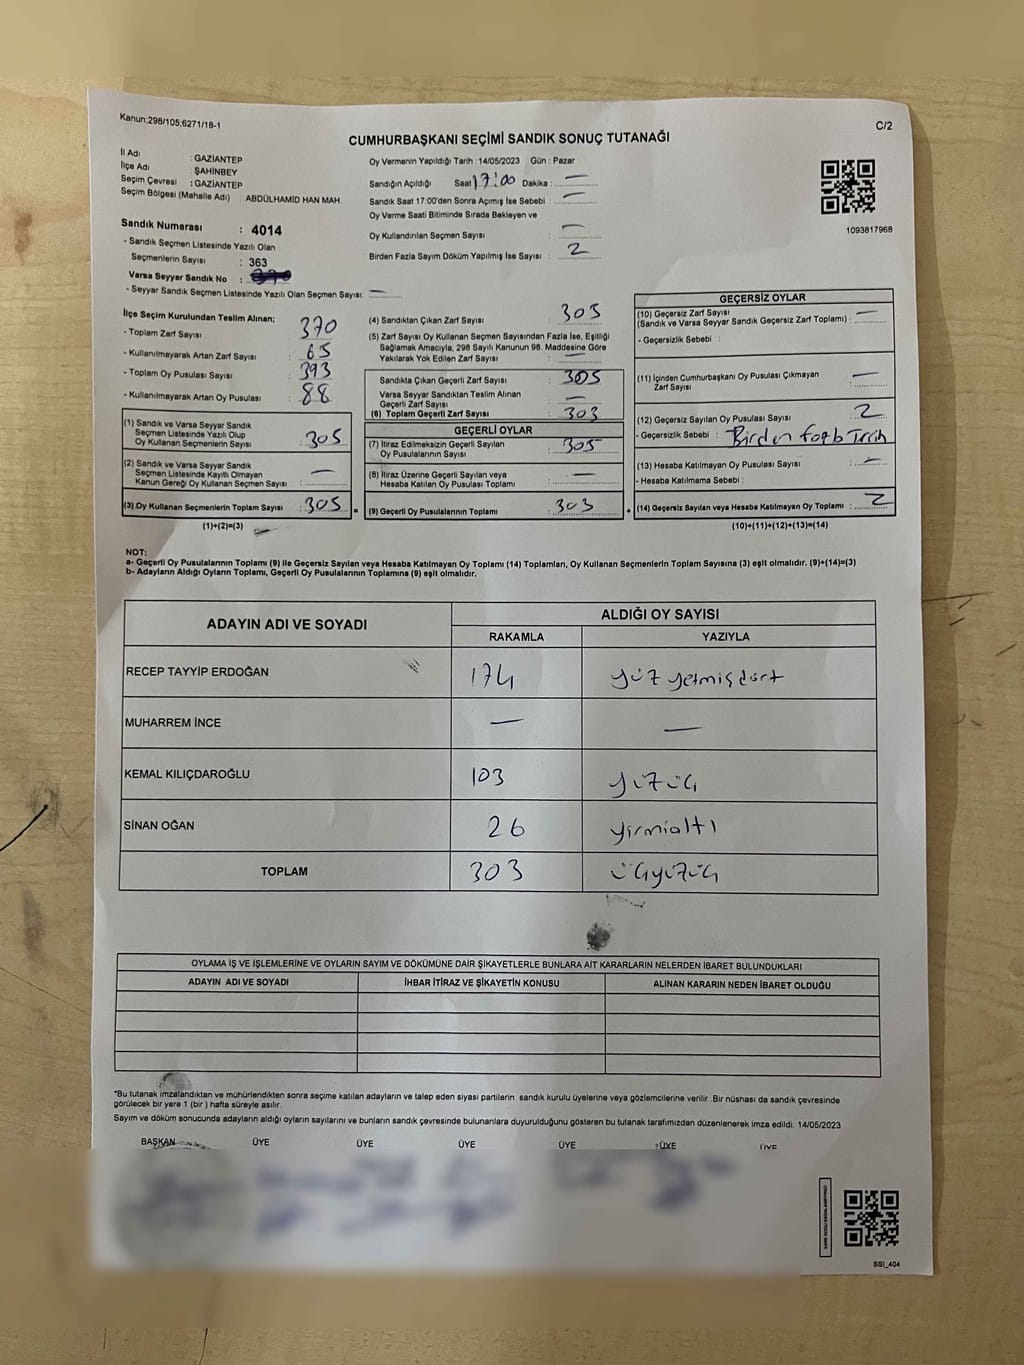 Kanun;298/105;6271/18-1
C/2
CUMHURBAŞKANI SEÇİMİ SANDIK SONUÇ TUTANAĞI
İl Adı : GAZİANTEP
İlçe Adı : ŞAHİNBEY
Seçim Çevresi : GAZİANTEP
Seçim Bölgesi (Mahalle Adı) : ABDÜLHAMİD HAN MAH.
Sandık Numarası : 4014
- Sandık Seçmen Listesinde Yazılı Olan
Seçmenlerin Sayısı : 363
Varsa Seyyar Sandık No :
- Seyyar Sandık Seçmen Listesinde Yazılı Olan Seçmen Sayısı: —
Oy Vermenin Yapıldığı Tarih : 14/05/2023 Gün : Pazar
Sandığın Açıldığı Saat 17:00 Dakika : —
Sandık Saat 17:00'den Sonra Açılmış İse Sebebi : —
Oy Verme Saati Bitiminde Sırada Bekleyen ve
Oy Kullandırılan Seçmen Sayısı : —
Birden Fazla Sayım Döküm Yapılmış İse Sayısı : 2
1093817968
İlçe Seçim Kurulundan Teslim Alınan;
- Toplam Zarf Sayısı : 370
- Kullanılmayarak Artan Zarf Sayısı : 65
- Toplam Oy Pusulası Sayısı : 393
- Kullanılmayarak Artan Oy Pusulası : 88
(1) Sandık ve Varsa Seyyar Sandık
Seçmen Listesinde Yazılı Olup
Oy Kullanan Seçmenlerin Sayısı : 305
(2) Sandık ve Varsa Seyyar Sandık
Seçmen Listesinde Kayıtlı Olmayan
Kanun Gereği Oy Kullanan Seçmen Sayısı : —
(3) Oy Kullanan Seçmenlerin Toplam Sayısı : 305 =
(1)+(2)=(3)
(4) Sandıktan Çıkan Zarf Sayısı : 305
(5) Zarf Sayısı Oy Kullanan Seçmen Sayısından Fazla İse, Eşitliği
Sağlamak Amacıyla; 298 Sayılı Kanunun 98. Maddesine Göre
Yakılarak Yok Edilen Zarf Sayısı : —
Sandıkta Çıkan Geçerli Zarf Sayısı : 305
Varsa Seyyar Sandıktan Teslim Alınan
Geçerli Zarf Sayısı : —
(6) Toplam Geçerli Zarf Sayısı : 303
GEÇERLİ OYLAR
(7) İtiraz Edilmeksizin Geçerli Sayılan
Oy Pusulalarının Sayısı : 305
(8) İtiraz Üzerine Geçerli Sayılan veya
Hesaba Katılan Oy Pusulası Toplamı : —
(9) Geçerli Oy Pusulalarının Toplamı : 303 +
GEÇERSİZ OYLAR
(10) Geçersiz Zarf Sayısı
(Sandık ve Varsa Seyyar Sandık Geçersiz Zarf Toplamı) : —
- Geçersizlik Sebebi :
(11) İçinden Cumhurbaşkanı Oy Pusulası Çıkmayan
Zarf Sayısı : —
(12) Geçersiz Sayılan Oy Pusulası Sayısı : 2
- Geçersizlik Sebebi : Birden
(13) Hesaba Katılmayan Oy Pusulası Sayısı : —
- Hesaba Katılmama Sebebi :
(14) Geçersiz Sayılan veya Hesaba Katılmayan Oy Toplamı : 2
(10)+(11)+(12)+(13)=(14)
NOT:
a- Geçerli Oy Pusulalarının Toplamı (9) ile Geçersiz Sayılan veya Hesaba Katılmayan Oy Toplamı (14) Toplamları, Oy Kullanan Seçmenlerin Toplam Sayısına (3) eşit olmalıdır. (9)+(14)=(3)
b- Adayların Aldığı Oyların Toplamı, Geçerli Oy Pusulalarının Toplamına (9) eşit olmalıdır.
ADAYIN ADI VE SOYADI
ALDIĞI OY SAYISI
RAKAMLA YAZIYLA
RECEP TAYYİP ERDOĞAN 174 yüz yetmiş dört
MUHARREM İNCE — —
KEMAL KILIÇDAROĞLU 103 yüzüç
SİNAN OĞAN 26 yirmialtı
TOPLAM 303 üçyüzüç
OYLAMA İŞ VE İŞLEMLERİNE VE OYLARIN SAYIM VE DÖKÜMÜNE DAİR ŞİKAYETLERLE BUNLARA AİT KARARLARIN NELERDEN İBARET BULUNDUKLARI
ADAYIN ADI VE SOYADI İHBAR İTİRAZ VE ŞİKAYETİN KONUSU ALINAN KARARIN NEDEN İBARET OLDUĞU
*Bu tutanak imzalandıktan ve mühürlendikten sonra seçime katılan adayların ve talep eden siyasi partilerin sandık kurulu üyelerine veya gözlemcilerine verilir. Bir nüshası da sandık çevresinde
görülecek bir yere 1 (bir) hafta süreyle asılır.
Sayım ve döküm sonucunda adayların aldığı oyların sayılarını ve bunların sandık çevresinde bulunanlara duyurulduğunu gösteren bu tutanak tarafımızdan düzenlenerek imza edildi. 14/05/2023
BAŞKAN ÜYE ÜYE ÜYE ÜYE ÜYE ÜYE
SSI_404